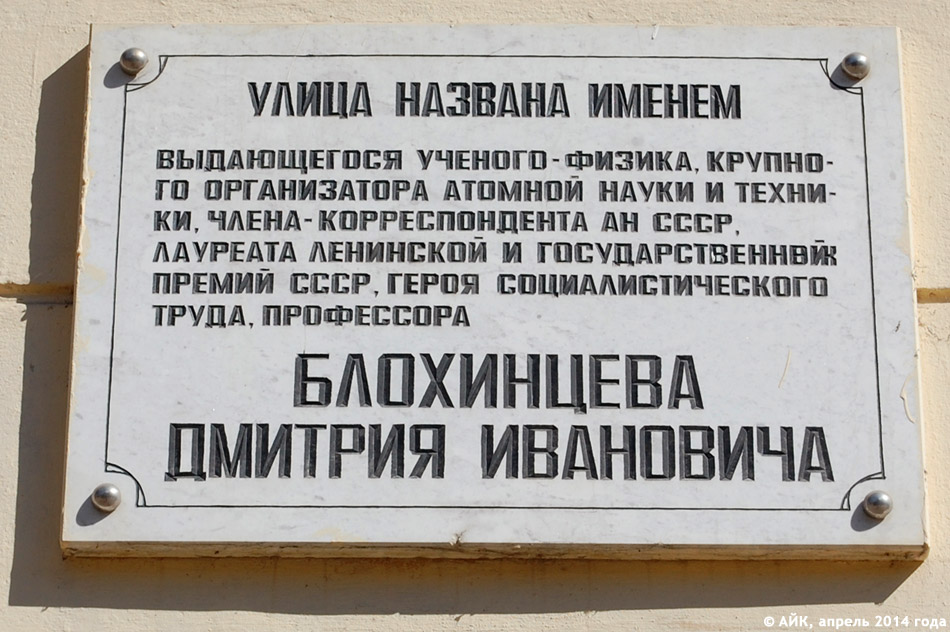 УЛИЦА НАЗВАНА ИМЕНЕМ
ВЫДАЮЩЕГОСЯ УЧЕНОГО-ФИЗИКА, КРУПНО-
ГО ОРГАНИЗАТОРА АТОМНОЙ НАУКИ И ТЕХНИ-
КИ, ЧЛЕНА-КОРРЕСПОНДЕНТА АН СССР,
ЛАУРЕАТА ЛЕНИНСКОЙ И ГОСУДАРСТВЕННЫХ
ПРЕМИЙ СССР, ГЕРОЯ СОЦИАЛИСТИЧЕСКОГО
ТРУДА, ПРОФЕССОРА
БЛОХИНЦЕВА
ДМИТРИЯ ИВАНОВИЧА
© АЙК, апрель 2014 года